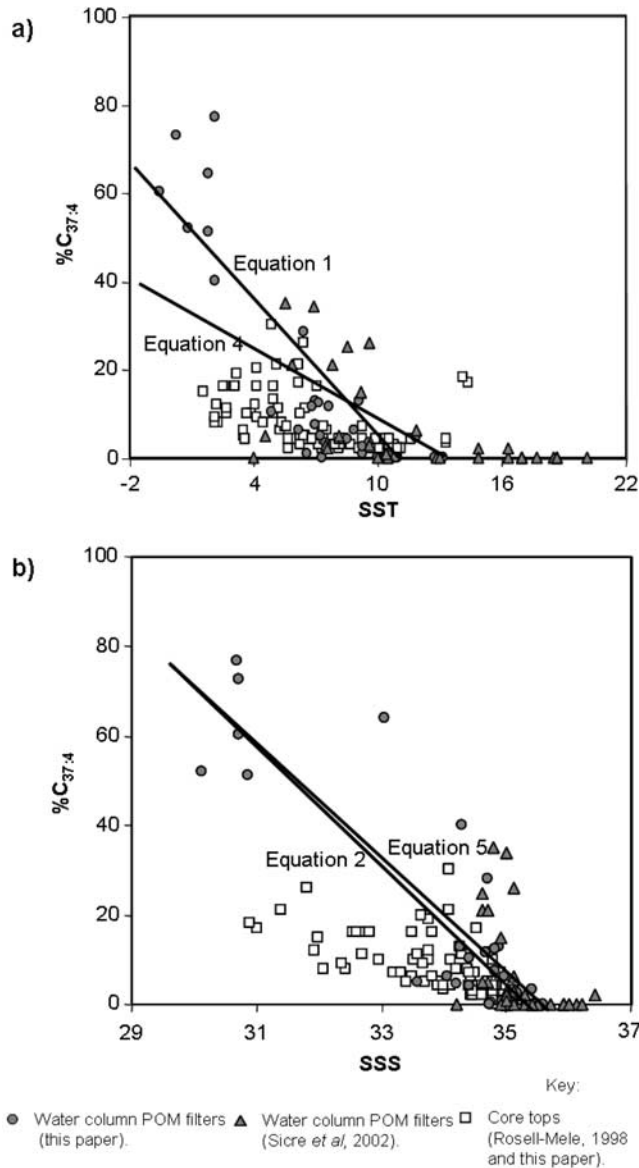 a)
100
80
60
40
20
0
%C37:4
Equation 1
Equation 4
-2 4 10 16 22
SST
b)
100
80
60
40
20
0
%C37:4
Equation 2
Equation 5
29 31 33 35 37
SSS
Key:
Water column POM filters (this paper).
Water column POM filters (Sicre et al, 2002).
Core tops (Rosell-Mele, 1998 and this paper).